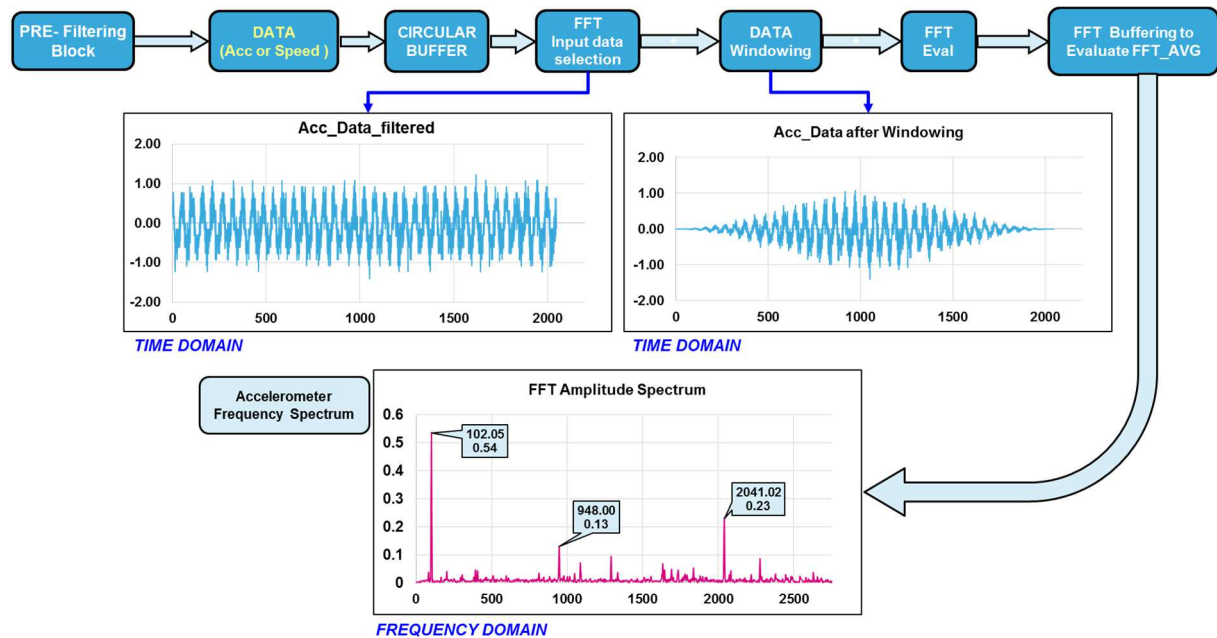 PRE- Filtering
Block
DATA
(Acc or Speed )
CIRCULAR
BUFFER
FFT
Input data
selection
DATA
Windowing
FFT
Eval
FFT Buffering to
Evaluate FFT_AVG
Acc_Data_filtered
2.00
1.00
0.00
-1.00
-2.00
0 500 1000 1500 2000
TIME DOMAIN
Acc_Data after Windowing
2.00
1.00
0.00
-1.00
-2.00
0 500 1000 1500 2000
TIME DOMAIN
Accelerometer
Frequency Spectrum
FFT Amplitude Spectrum
0.6
0.5
0.4
0.3
0.2
0.1
0
102.05
0.54
948.00
0.13
2041.02
0.23
0 500 1000 1500 2000 2500
FREQUENCY DOMAIN